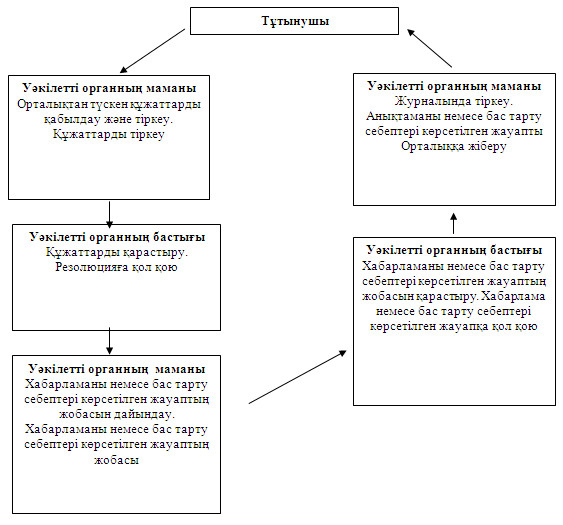 Тұтынушы
Уәкілетті органның маманы
Орталықтан түскен құжаттарды
қабылдау және тіркеу.
Құжаттарды тіркеу
Уәкілетті органның бастығы
Құжаттарды қарастыру.
Резолюцияға қол қою
Уәкілетті органның маманы
Хабарламаны немесе бас тарту
себептері көрсетілген жауаптың
жобасын дайындау.
Хабарламаны немесе бас тарту
себептері көрсетілген жауаптың
жобасы
Уәкілетті органның бастығы
Хабарламаны немесе бас тарту
себептері көрсетілген жауаптың
жобасын қарастыру. Хабарлама
немесе бас тарту себептері
көрсетілген жауапқа қол қою
Уәкілетті органның маманы
Журналында тіркеу.
Анықтаманы немесе бас тарту
себептері көрсетілген жауапты
Орталыққа жіберу